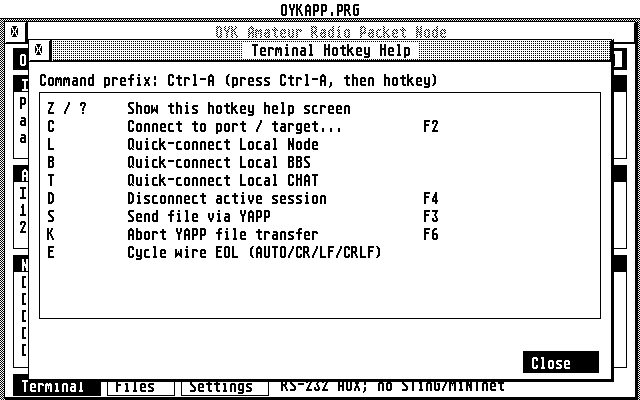 OYKAPP.PRG
OYK Amateur Radio Packet Node
Terminal Hotkey Help
Command prefix: Ctrl-A (press Ctrl-A, then hotkey)
Z / ? Show this hotkey help screen
C Connect to port / target... F2
L Quick-connect Local Node
B Quick-connect Local BBS
T Quick-connect Local CHAT
D Disconnect active session F4
S Send file via YAPP F3
K Abort YAPP file transfer F6
E Cycle wire EOL (AUTO/CR/LF/CRLF)
Close
Terminal Files Settings RS-232 AUX; no STinG/MiNTnet